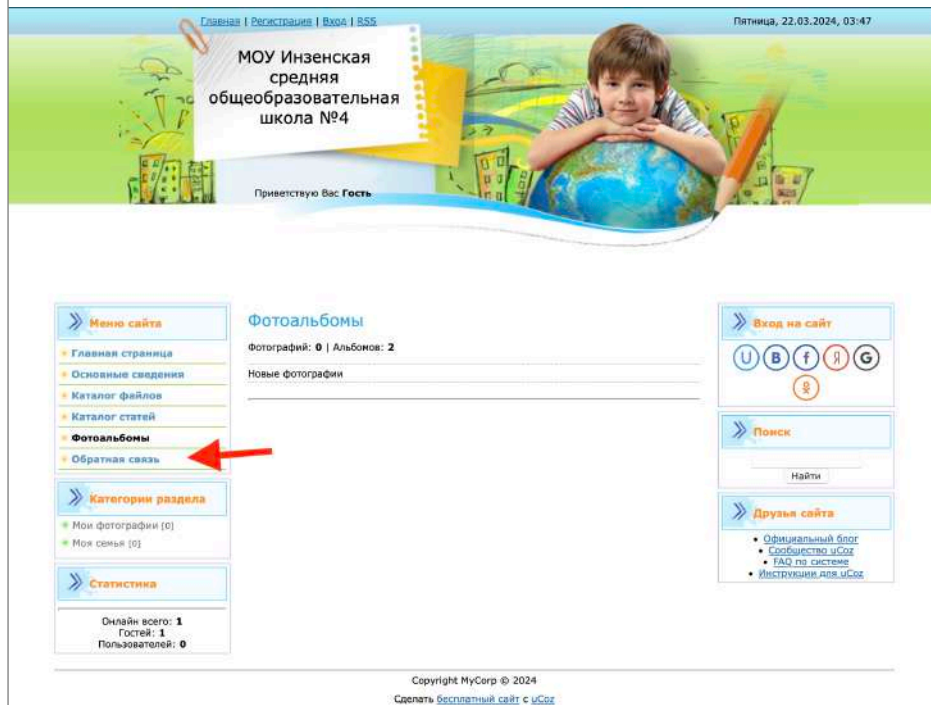 Главная | Регистрация | Вход | RSS
Пятница, 22.03.2024, 03:47
МОУ Инзенская
средняя
общеобразовательная
школа №4
Приветствую Вас Гость
Меню сайта
Главная страница
Основные сведения
Каталог файлов
Каталог статей
Фотоальбомы
Обратная связь
Категории раздела
Мои фотографии [0]
Моя семья [0]
Статистика
Онлайн всего: 1
Гостей: 1
Пользователей: 0
Фотоальбомы
Фотографий: 0 | Альбомов: 2
Новые фотографии
Вход на сайт
U B f Я G
Поиск
Найти
Друзья сайта
Официальный блог
Сообщество uCoz
FAQ по системе
Инструкции для uCoz
Copyright MyCorp © 2024
Сделать бесплатный сайт с uCoz